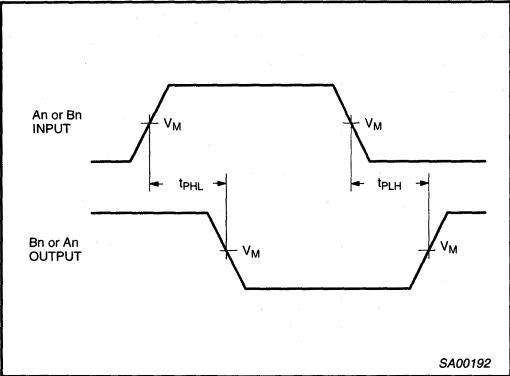 An or Bn
INPUT
VM
VM
tPHL
tPLH
Bn or An
OUTPUT
VM
VM
SA00192